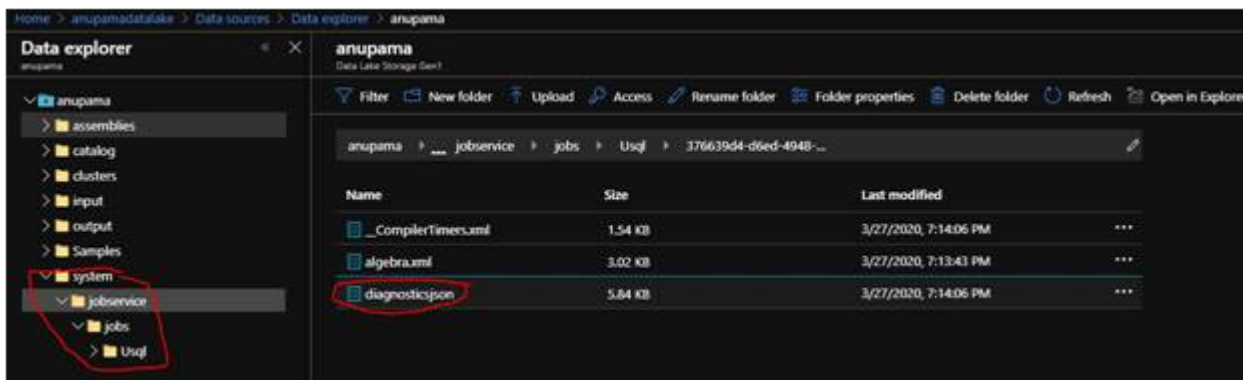 Home > anupamadatalake > Data sources > Data explorer > anupama
Data explorer
anupama
anupama
assemblies
catalog
clusters
input
output
Samples
system
jobservice
jobs
Usql
anupama
Data Lake Storage Gen1
Filter New folder Upload Access Rename folder Folder properties Delete folder Refresh Open in Explore
anupama ... jobservice jobs Usql 376639d4-d6ed-4948-...
Name Size Last modified
__CompilerTimers.xml 1.54 KB 3/27/2020, 7:14:06 PM ...
algebra.xml 3.02 KB 3/27/2020, 7:13:43 PM ...
diagnosticsjson 5.84 KB 3/27/2020, 7:14:06 PM ...